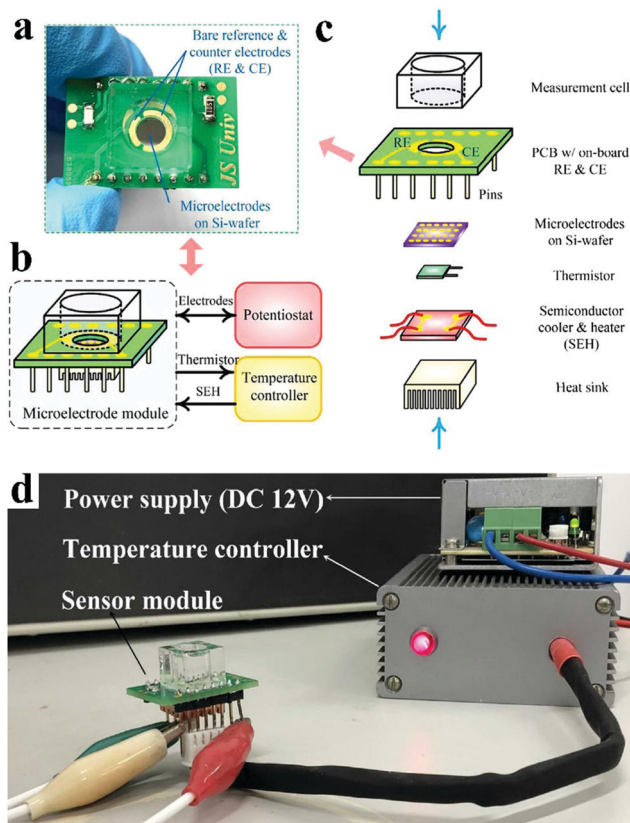 a
Bare reference &
counter electrodes
(RE & CE)
JS Univ
Microelectrodes
on Si-wafer
b
Electrodes
Potentiostat
Thermistor
SEH
Temperature
controller
Microelectrode module
c
Measurement cell
RE
CE
PCB w/ on-board
RE & CE
Pins
Microelectrodes
on Si-wafer
Thermistor
Semiconductor
cooler & heater
(SEH)
Heat sink
d
Power supply (DC 12V)
Temperature controller
Sensor module